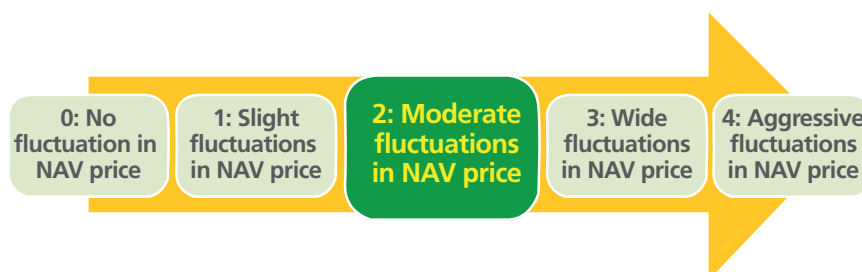 0: No
fluctuation in
NAV price
1: Slight
fluctuations
in NAV price
2: Moderate
fluctuations
in NAV price
3: Wide
fluctuations
in NAV price
4: Aggressive
fluctuations
in NAV price